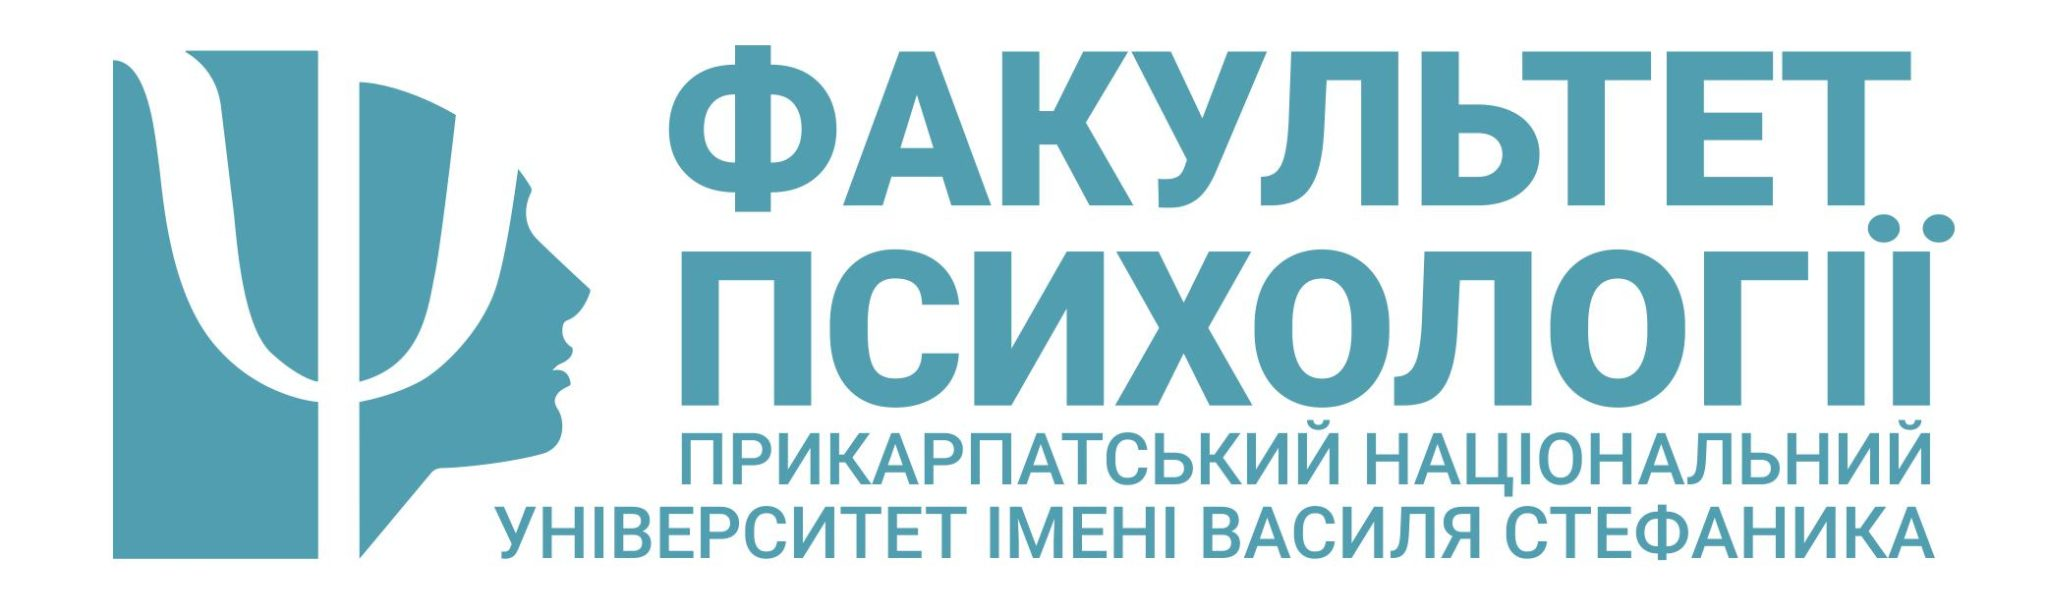 ФАКУЛЬТЕТ
ПСИХОЛОГІЇ
ПРИКАРПАТСЬКИЙ НАЦІОНАЛЬНИЙ
УНІВЕРСИТЕТ ІМЕНІ ВАСИЛЯ СТЕФАНИКА